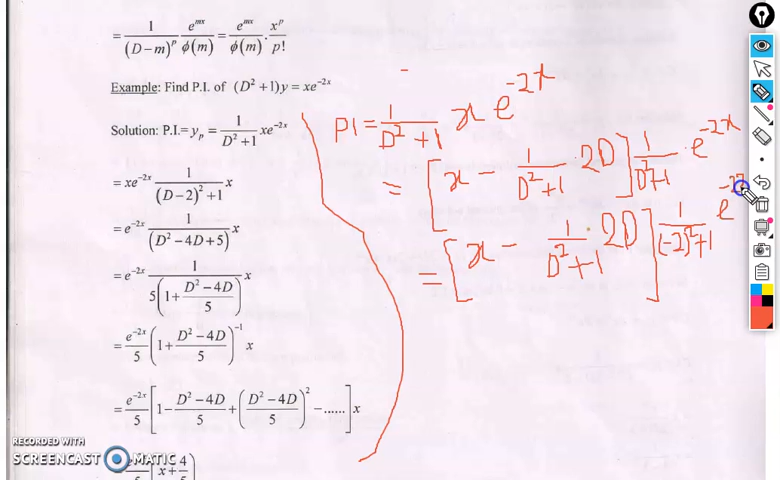 = 1/(D−m)^p e^{mx}/ϕ(m) = e^{mx}/ϕ(m) · x^p/p!
Example: Find P.I. of (D²+1)y = xe^{−2x}
Solution: P.I.= y_p = 1/(D²+1) xe^{−2x}
= xe^{−2x} 1/((D−2)²+1) x
= e^{−2x} 1/(D²−4D+5) x
= e^{−2x} 1/(5(1+(D²−4D)/5)) x
= e^{−2x}/5 (1+(D²−4D)/5)^{−1} x
= e^{−2x}/5 [1−(D²−4D)/5+((D²−4D)/5)²−......] x
[x+4/5]
PI = 1/(D²+1) x e^{−2x}
= [x − 1/(D²+1) · 2D] 1/(D²+1) · e^{−2x}
= [x − 1/(D²+1) · 2D] 1/((−2)²+1) e^{−2x}
RECORDED WITH
SCREENCAST MATIC